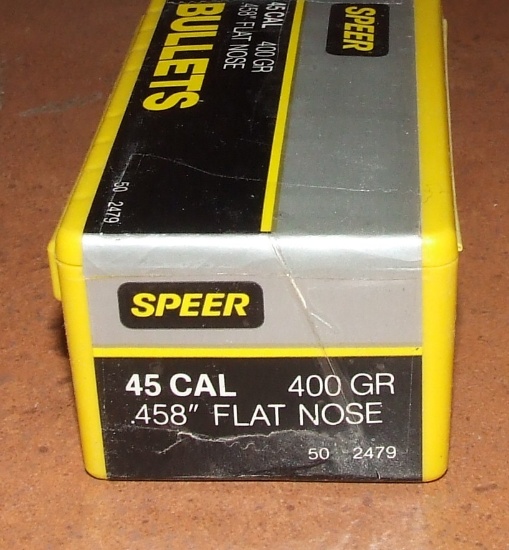 SPEER
45 CAL 400 GR
.458" FLAT NOSE
BULLETS
50 2479
SPEER
45 CAL 400 GR
.458" FLAT NOSE
50 2479